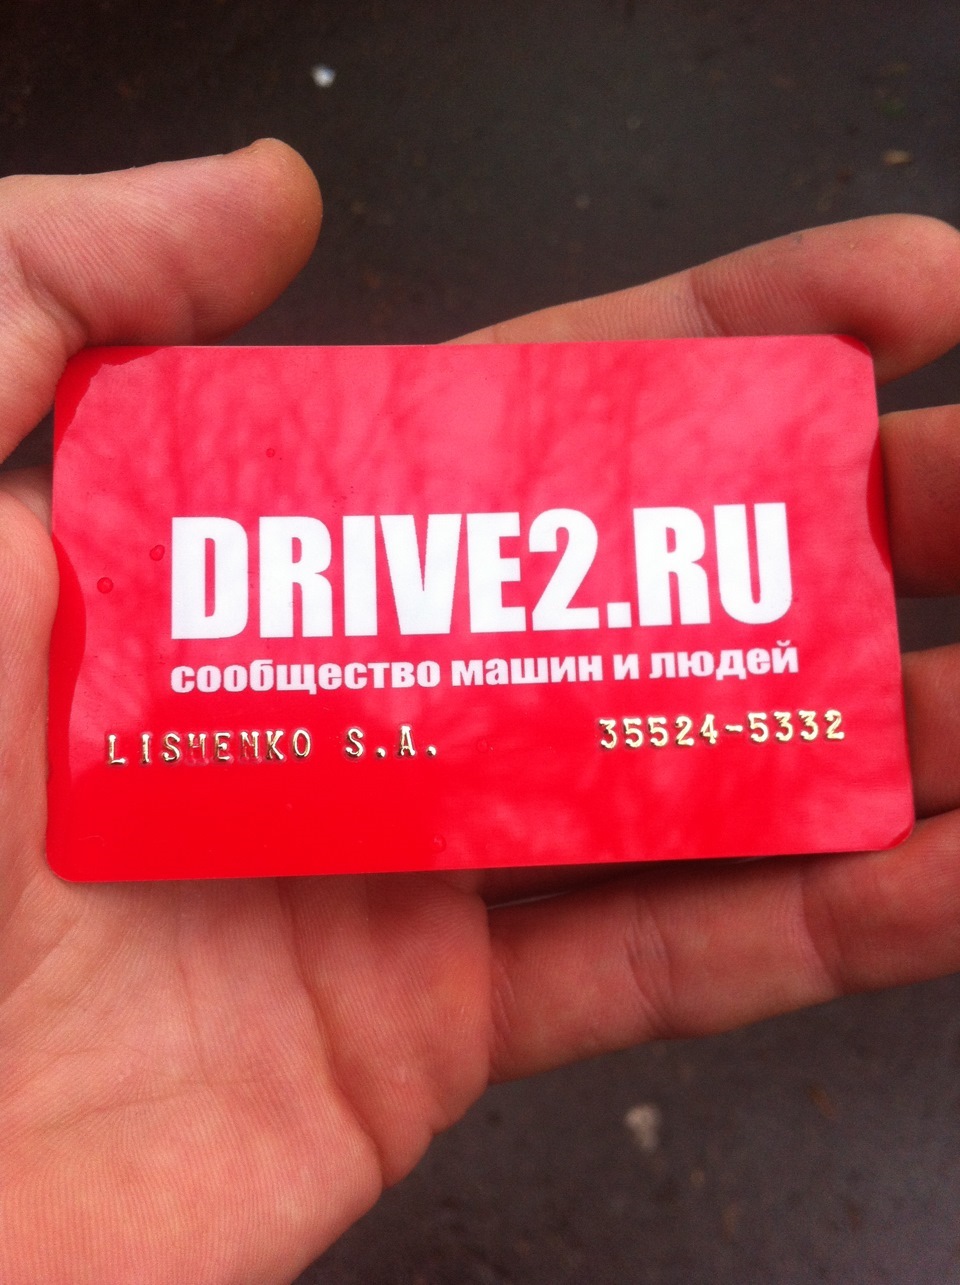 DRIVE2.RU
сообщество машин и людей
LISHENKO S.A. 35524-5332